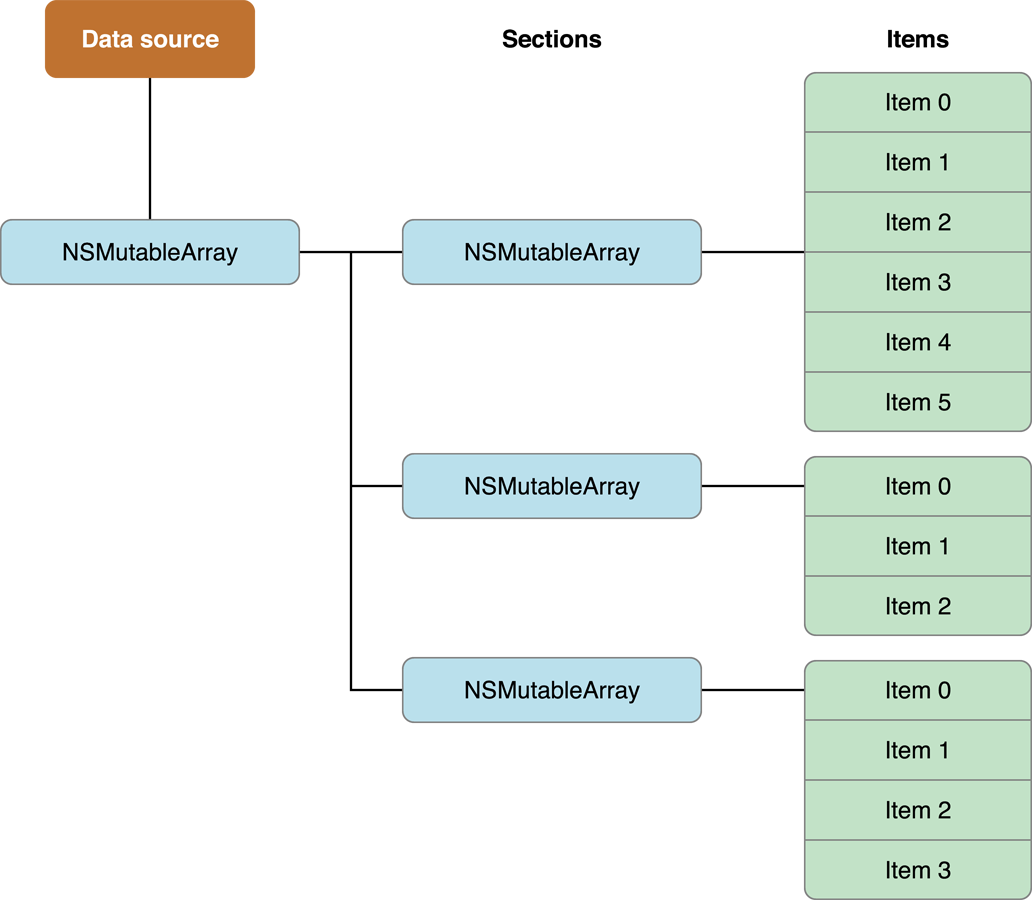 Data source
Sections
Items
NSMutableArray
NSMutableArray
Item 0
Item 1
Item 2
Item 3
Item 4
Item 5
NSMutableArray
Item 0
Item 1
Item 2
NSMutableArray
Item 0
Item 1
Item 2
Item 3